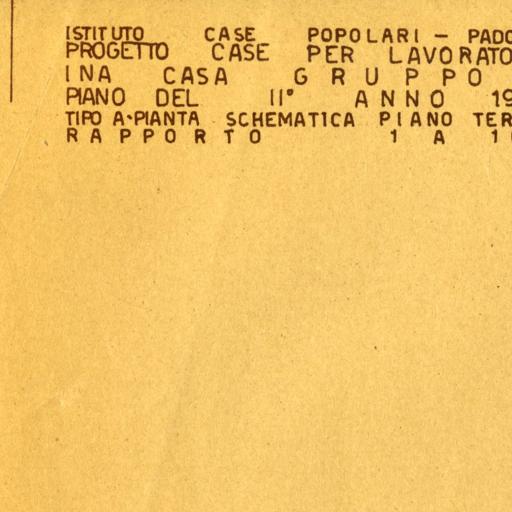 ISTITUTO CASE POPOLARI - PADO
PROGETTO CASE PER LAVORATO
INA CASA GRUPPO
PIANO DEL II° ANNO 19
TIPO A·PIANTA SCHEMATICA PIANO TER
RAPPORTO 1 A 1